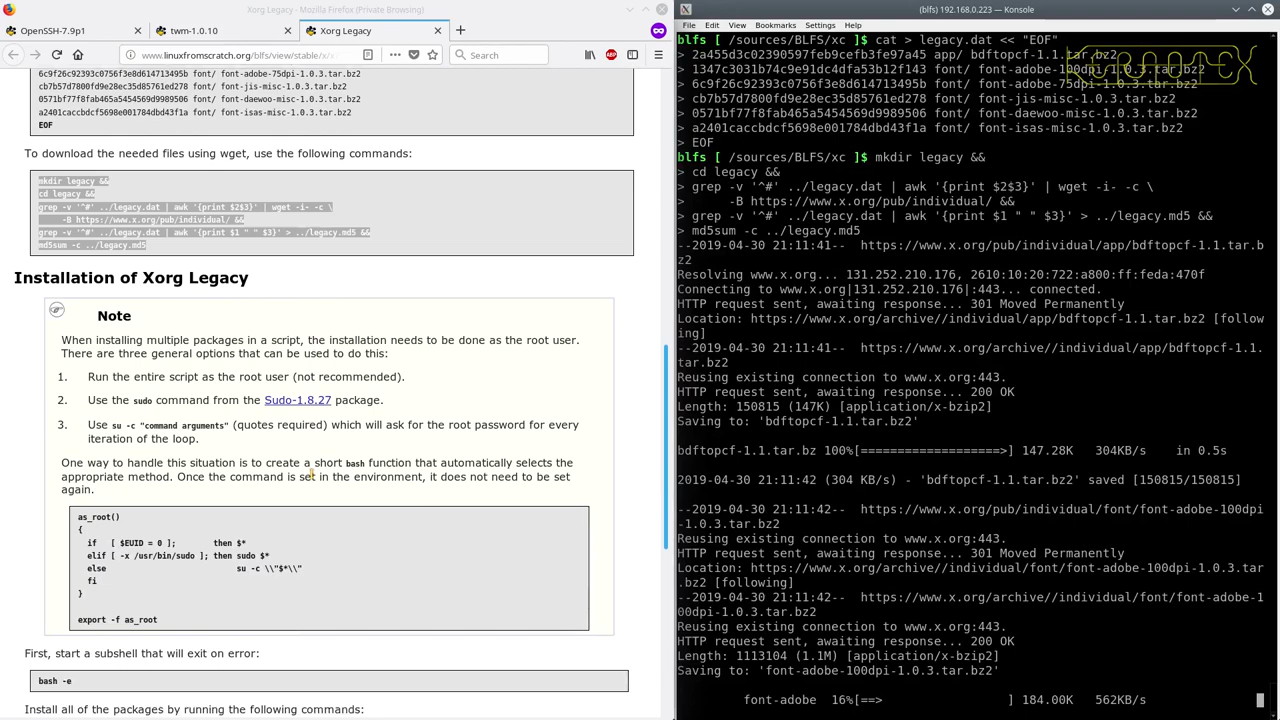 Xorg Legacy - Mozilla Firefox (Private Browsing)
OpenSSH-7.9p1
twm-1.0.10
Xorg Legacy
www.linuxfromscratch.org/blfs/view/stable/x
Search
6c9f26c92393c0756f3e8d614713495b font/ font-adobe-75dpi-1.0.3.tar.bz2
cb7b57d7800fd9e28ec35d85761ed278 font/ font-jis-misc-1.0.3.tar.bz2
0571bf77f8fab465a5454569d9989506 font/ font-daewoo-misc-1.0.3.tar.bz2
a2401caccbdcf5698e001784dbd43f1a font/ font-isas-misc-1.0.3.tar.bz2
EOF
To download the needed files using wget, use the following commands:
mkdir legacy &&
cd legacy &&
grep -v '^#' ../legacy.dat | awk '{print $2$3}' | wget -i- -c \
-B https://www.x.org/pub/individual/ &&
grep -v '^#' ../legacy.dat | awk '{print $1 " " $3}' > ../legacy.md5 &&
md5sum -c ../legacy.md5
Installation of Xorg Legacy
Note
When installing multiple packages in a script, the installation needs to be done as the root user.
There are three general options that can be used to do this:
1. Run the entire script as the root user (not recommended).
2. Use the sudo command from the Sudo-1.8.27 package.
3. Use su -c "command arguments" (quotes required) which will ask for the root password for every
iteration of the loop.
One way to handle this situation is to create a short bash function that automatically selects the
appropriate method. Once the command is set in the environment, it does not need to be set
again.
as_root()
{
if [ $EUID = 0 ]; then $*
elif [ -x /usr/bin/sudo ]; then sudo $*
else su -c \\"$*\\"
fi
}
export -f as_root
First, start a subshell that will exit on error:
bash -e
Install all of the packages by running the following commands:
(blfs) 192.168.0.223 — Konsole
File Edit View Bookmarks Settings Help
blfs [ /sources/BLFS/xc ]$ cat > legacy.dat << "EOF"
> 2a455d3c02390597feb9cefb3fe97a45 app/ bdftopcf-1.1.tar.bz2
> 1347c3031b74c9e91dc4dfa53b12f143 font/ font-adobe-100dpi-1.0.3.tar.bz2
> 6c9f26c92393c0756f3e8d614713495b font/ font-adobe-75dpi-1.0.3.tar.bz2
> cb7b57d7800fd9e28ec35d85761ed278 font/ font-jis-misc-1.0.3.tar.bz2
> 0571bf77f8fab465a5454569d9989506 font/ font-daewoo-misc-1.0.3.tar.bz2
> a2401caccbdcf5698e001784dbd43f1a font/ font-isas-misc-1.0.3.tar.bz2
> EOF
blfs [ /sources/BLFS/xc ]$ mkdir legacy &&
> cd legacy &&
> grep -v '^#' ../legacy.dat | awk '{print $2$3}' | wget -i- -c \
> -B https://www.x.org/pub/individual/ &&
> grep -v '^#' ../legacy.dat | awk '{print $1 " " $3}' > ../legacy.md5 &&
> md5sum -c ../legacy.md5
--2019-04-30 21:11:41-- https://www.x.org/pub/individual/app/bdftopcf-1.1.tar.b
z2
Resolving www.x.org... 131.252.210.176, 2610:10:20:722:a800:ff:feda:470f
Connecting to www.x.org|131.252.210.176|:443... connected.
HTTP request sent, awaiting response... 301 Moved Permanently
Location: https://www.x.org/archive//individual/app/bdftopcf-1.1.tar.bz2 [follow
ing]
--2019-04-30 21:11:41-- https://www.x.org/archive//individual/app/bdftopcf-1.1.
tar.bz2
Reusing existing connection to www.x.org:443.
HTTP request sent, awaiting response... 200 OK
Length: 150815 (147K) [application/x-bzip2]
Saving to: 'bdftopcf-1.1.tar.bz2'
bdftopcf-1.1.tar.bz 100%[===================>] 147.28K 304KB/s in 0.5s
2019-04-30 21:11:42 (304 KB/s) - 'bdftopcf-1.1.tar.bz2' saved [150815/150815]
--2019-04-30 21:11:42-- https://www.x.org/pub/individual/font/font-adobe-100dpi
-1.0.3.tar.bz2
Reusing existing connection to www.x.org:443.
HTTP request sent, awaiting response... 301 Moved Permanently
Location: https://www.x.org/archive//individual/font/font-adobe-100dpi-1.0.3.tar
.bz2 [following]
--2019-04-30 21:11:42-- https://www.x.org/archive//individual/font/font-adobe-1
00dpi-1.0.3.tar.bz2
Reusing existing connection to www.x.org:443.
HTTP request sent, awaiting response... 200 OK
Length: 1113104 (1.1M) [application/x-bzip2]
Saving to: 'font-adobe-100dpi-1.0.3.tar.bz2'
font-adobe 16%[==> ] 184.00K 562KB/s